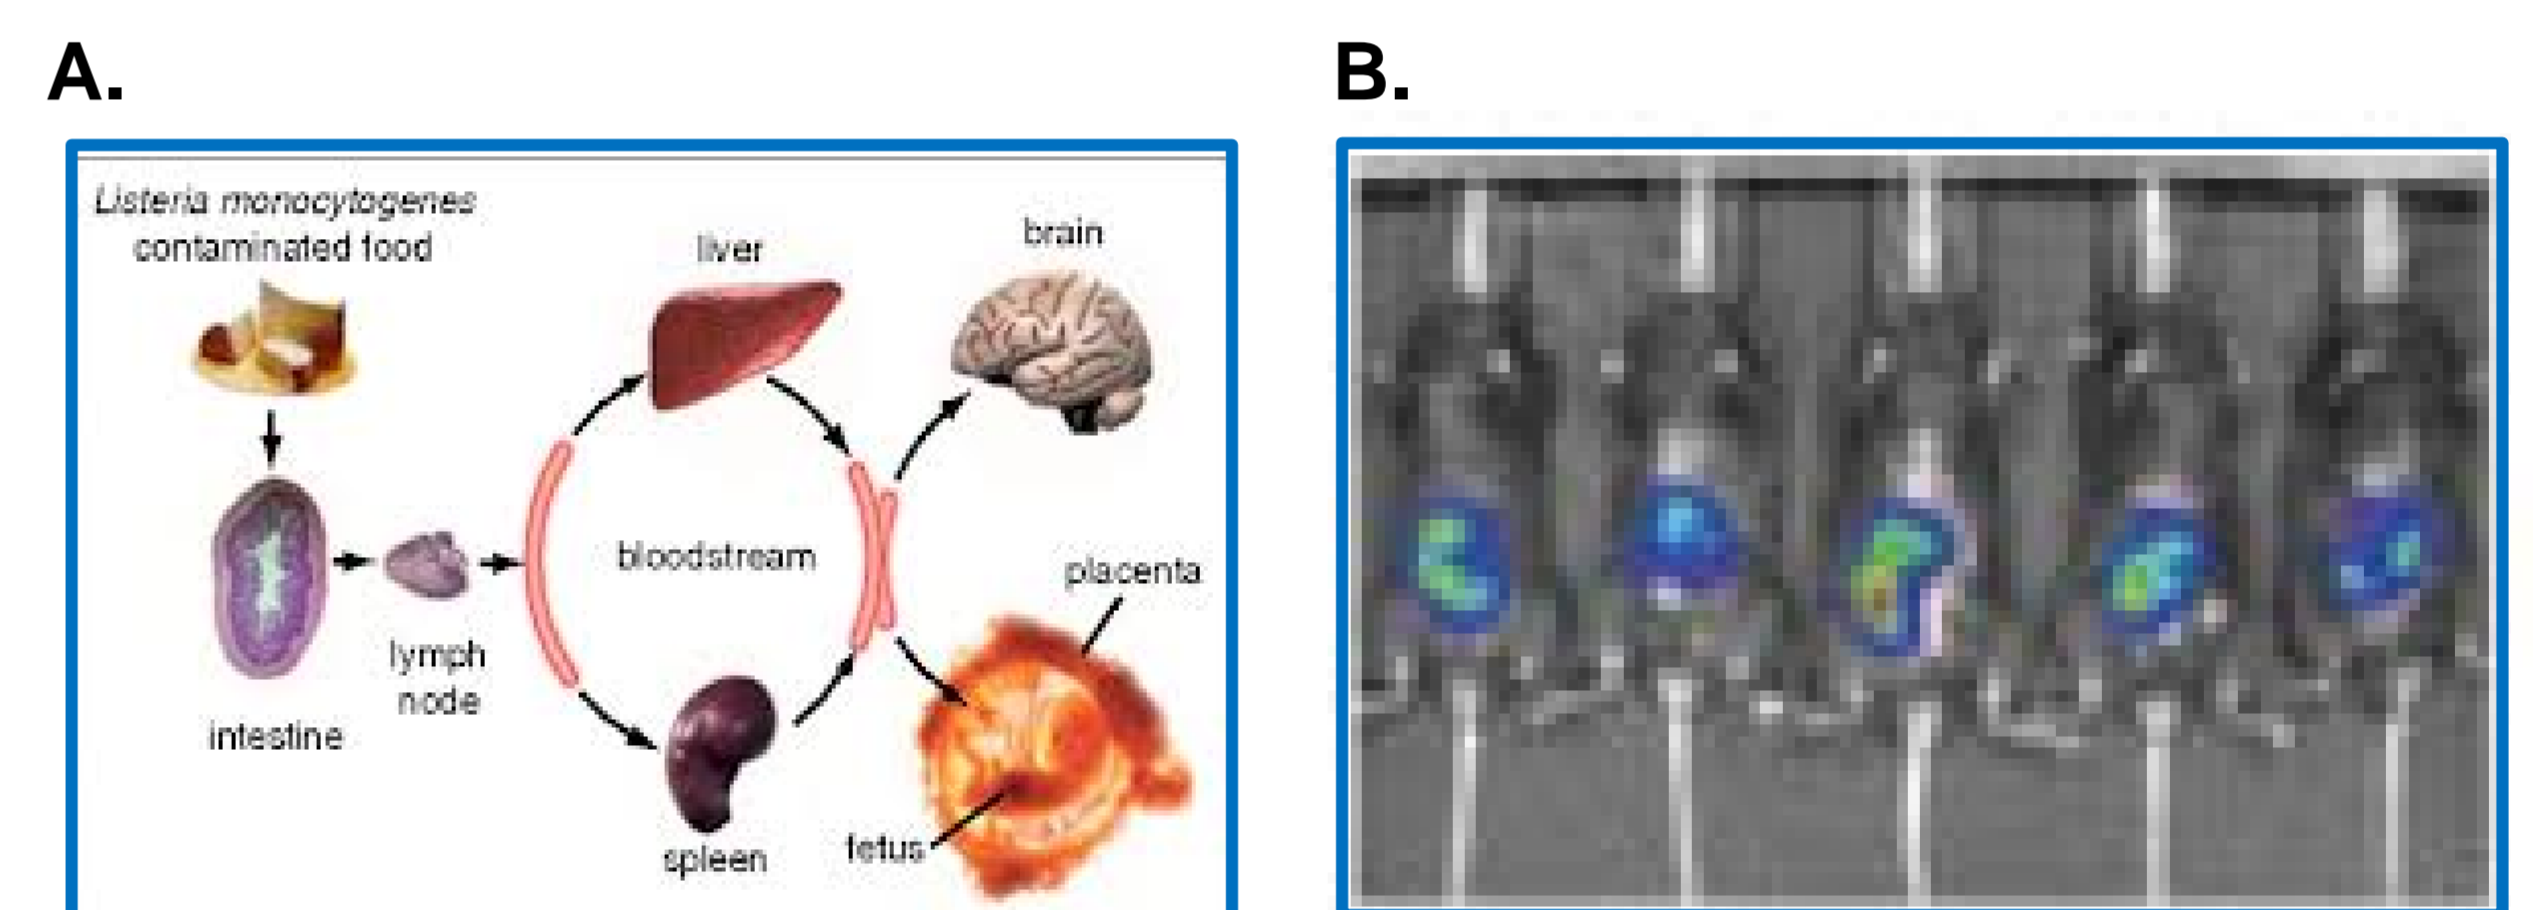 A.
B.
Listeria monocytogenes
contaminated food
liver
brain
bloodstream
placenta
lymph
node
intestine
fetus
spleen